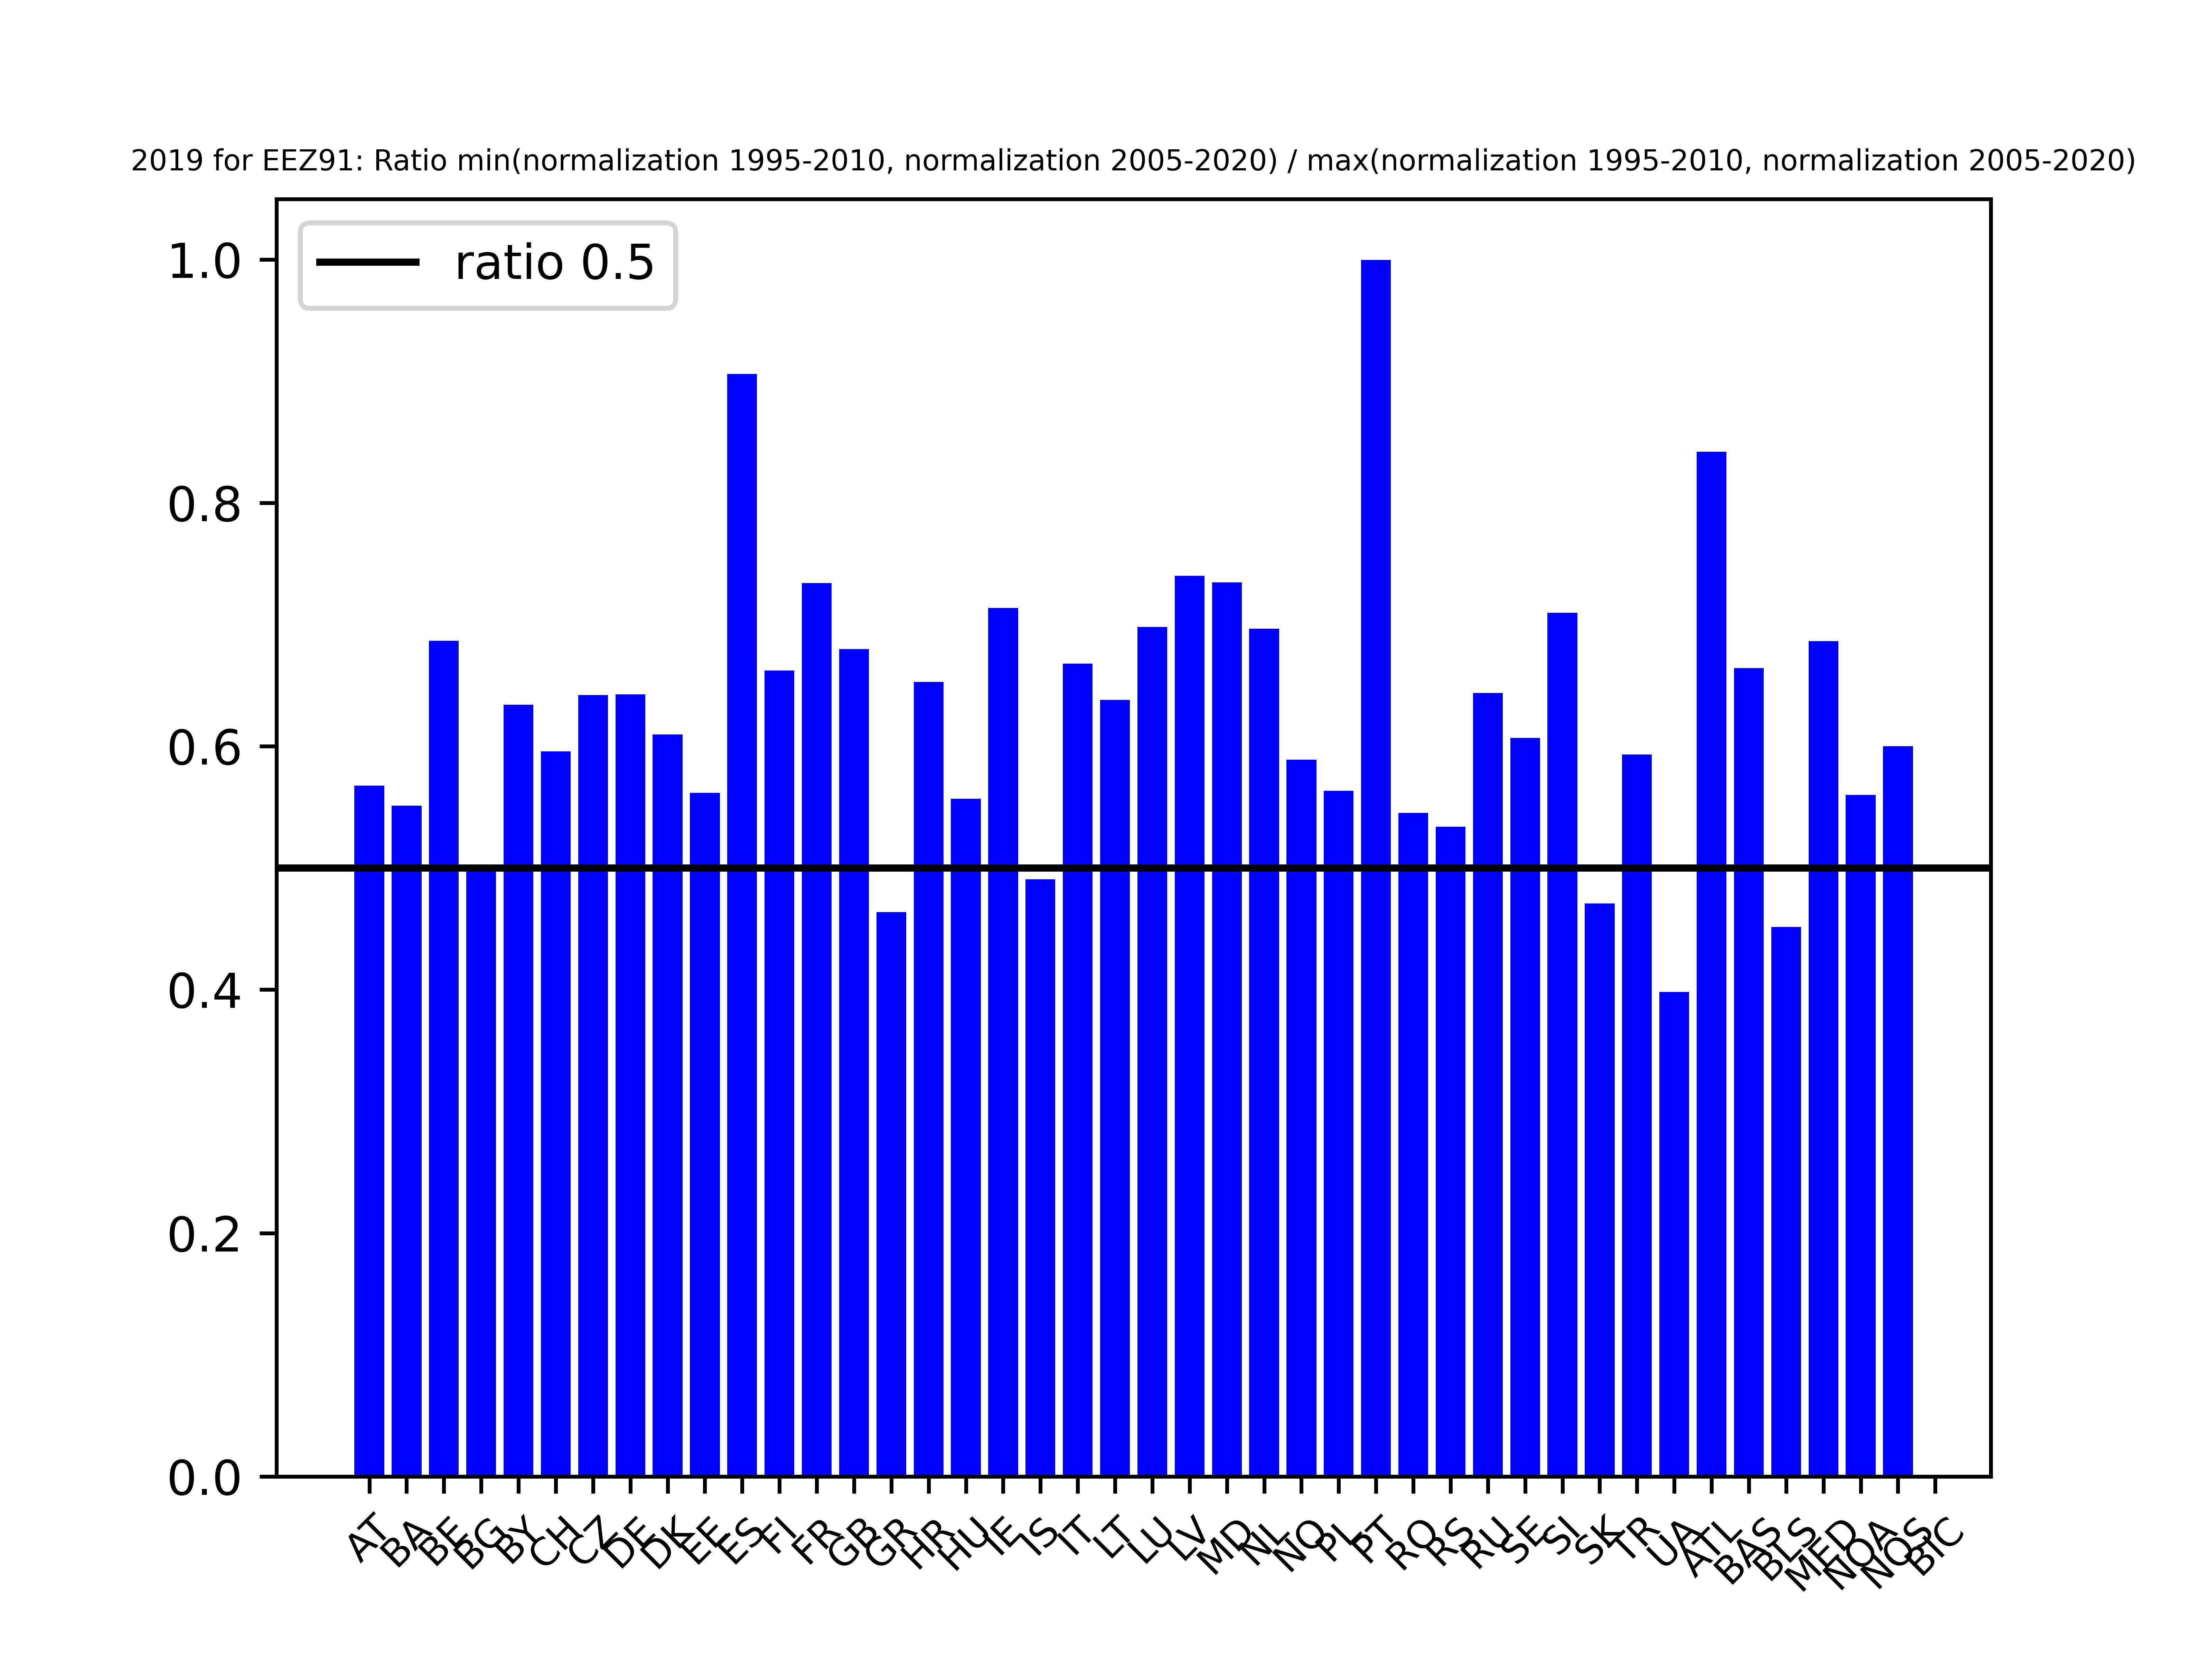 2019 for EEZ91: Ratio min(normalization 1995-2010, normalization 2005-2020) / max(normalization 1995-2010, normalization 2005-2020)
ratio 0.5
1.0
0.8
0.6
0.4
0.2
0.0
AT BA BE BG BY CH CZ DE DK EE ES FI FR GB GR HR HU IE IS IT LT LU LV MD NL NO PL PT RO RS RU SE SI SK TR UA ATL BAS BLS MED NOA NOS BIC